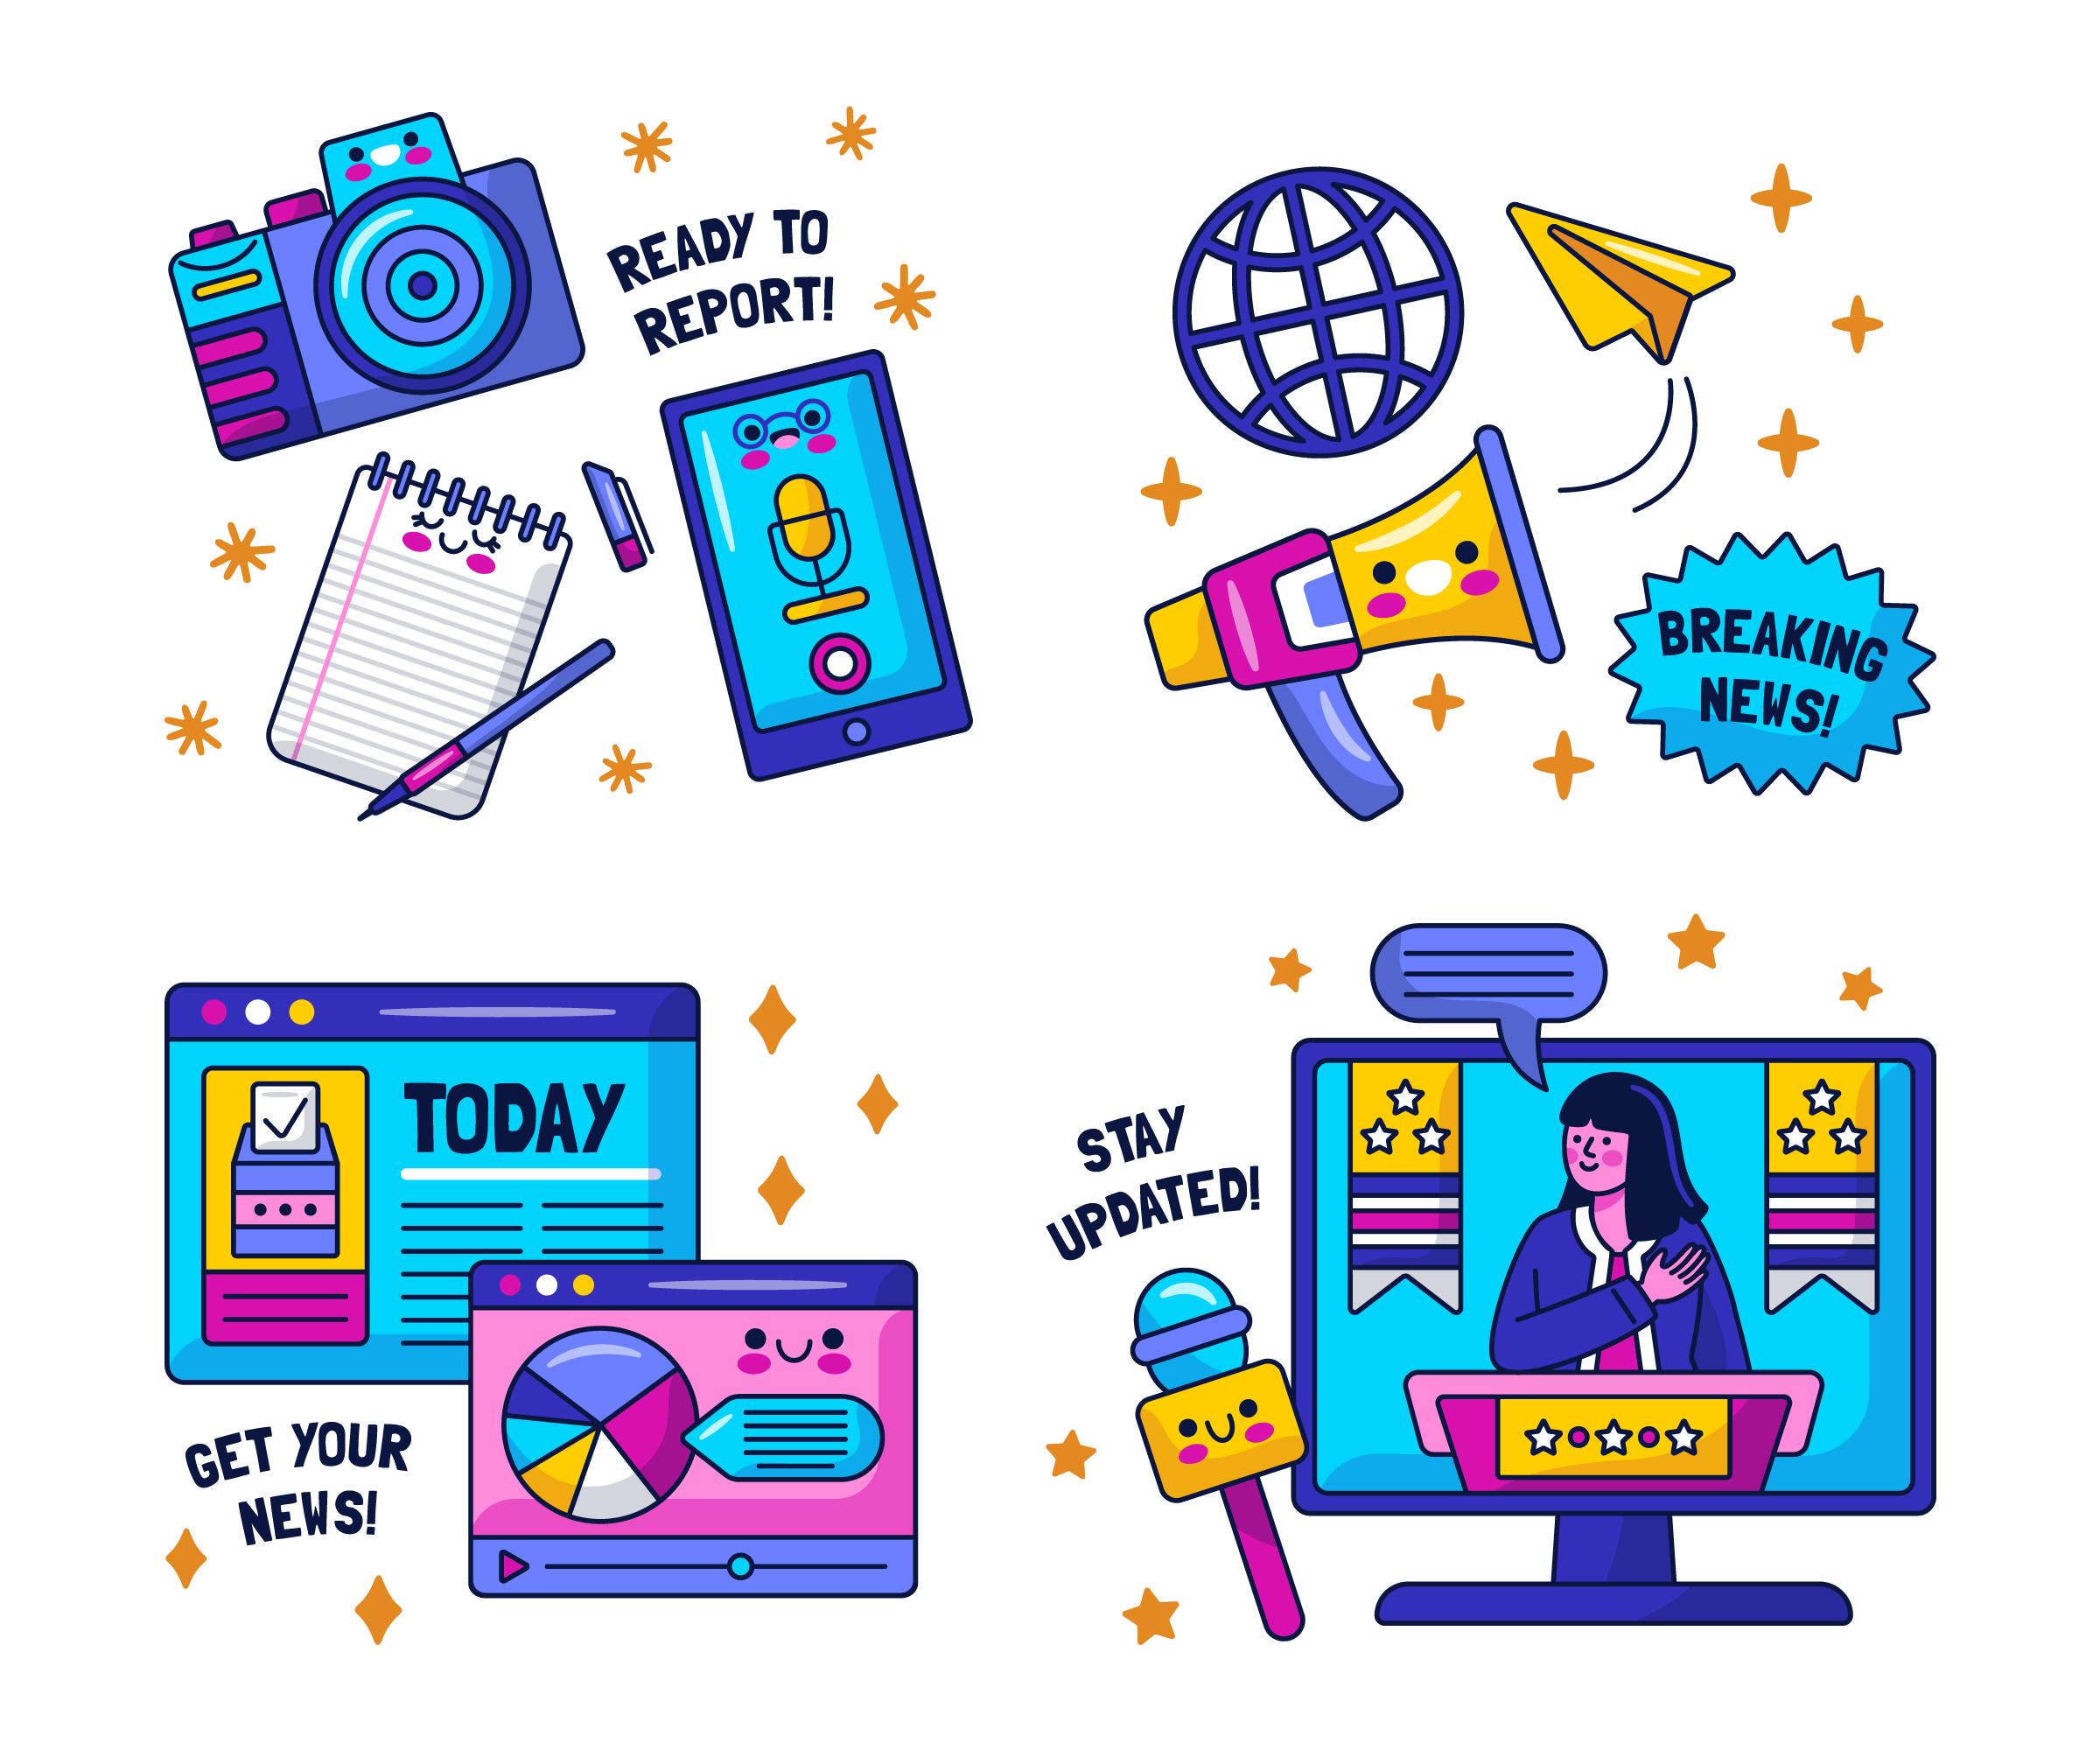 READY TO
REPORT!
BREAKING
NEWS!
TODAY
GET YOUR
NEWS!
STAY
UPDATED!